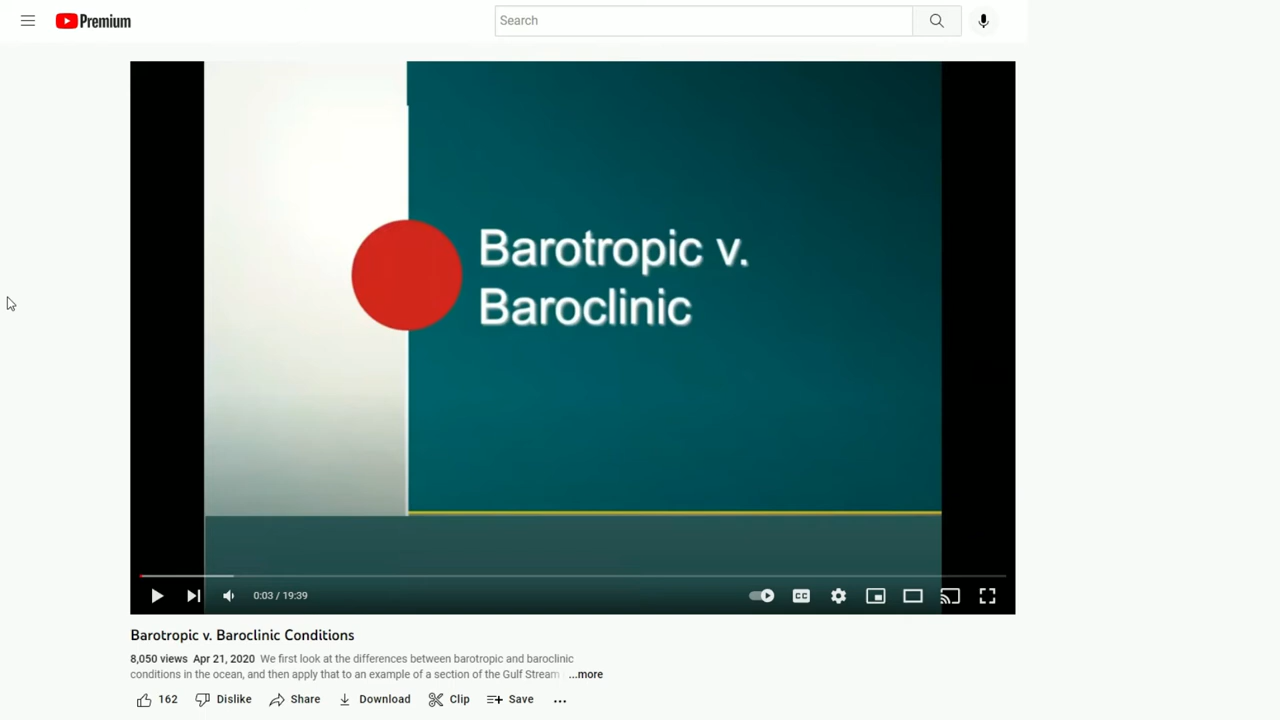 Premium
Search
Barotropic v.
Baroclinic
0:03 / 19:39
CC
Barotropic v. Baroclinic Conditions
8,050 views Apr 21, 2020 We first look at the differences between barotropic and baroclinic
conditions in the ocean, and then apply that to an example of a section of the Gulf Stream ...more
162 Dislike Share Download Clip Save